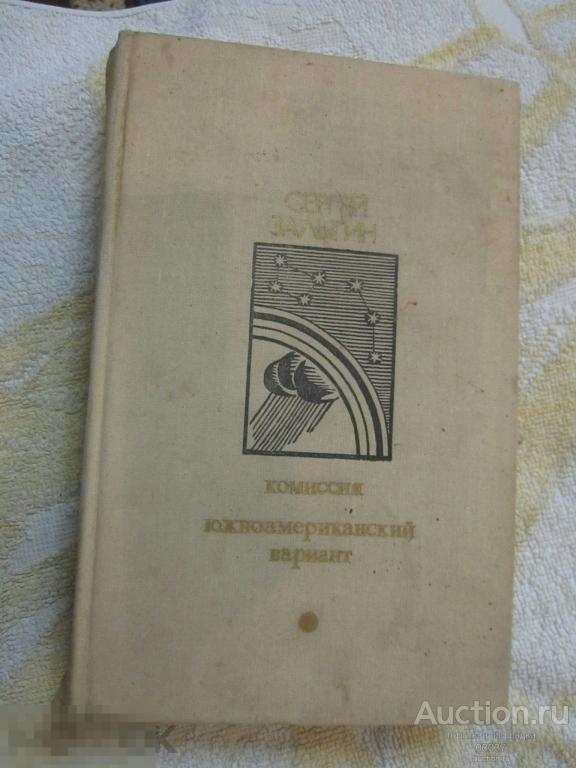 СЕРГЕЙ
ЗАЛЫГИН
КОМИССИЯ
южноамериканский
вариант
Auction.ru